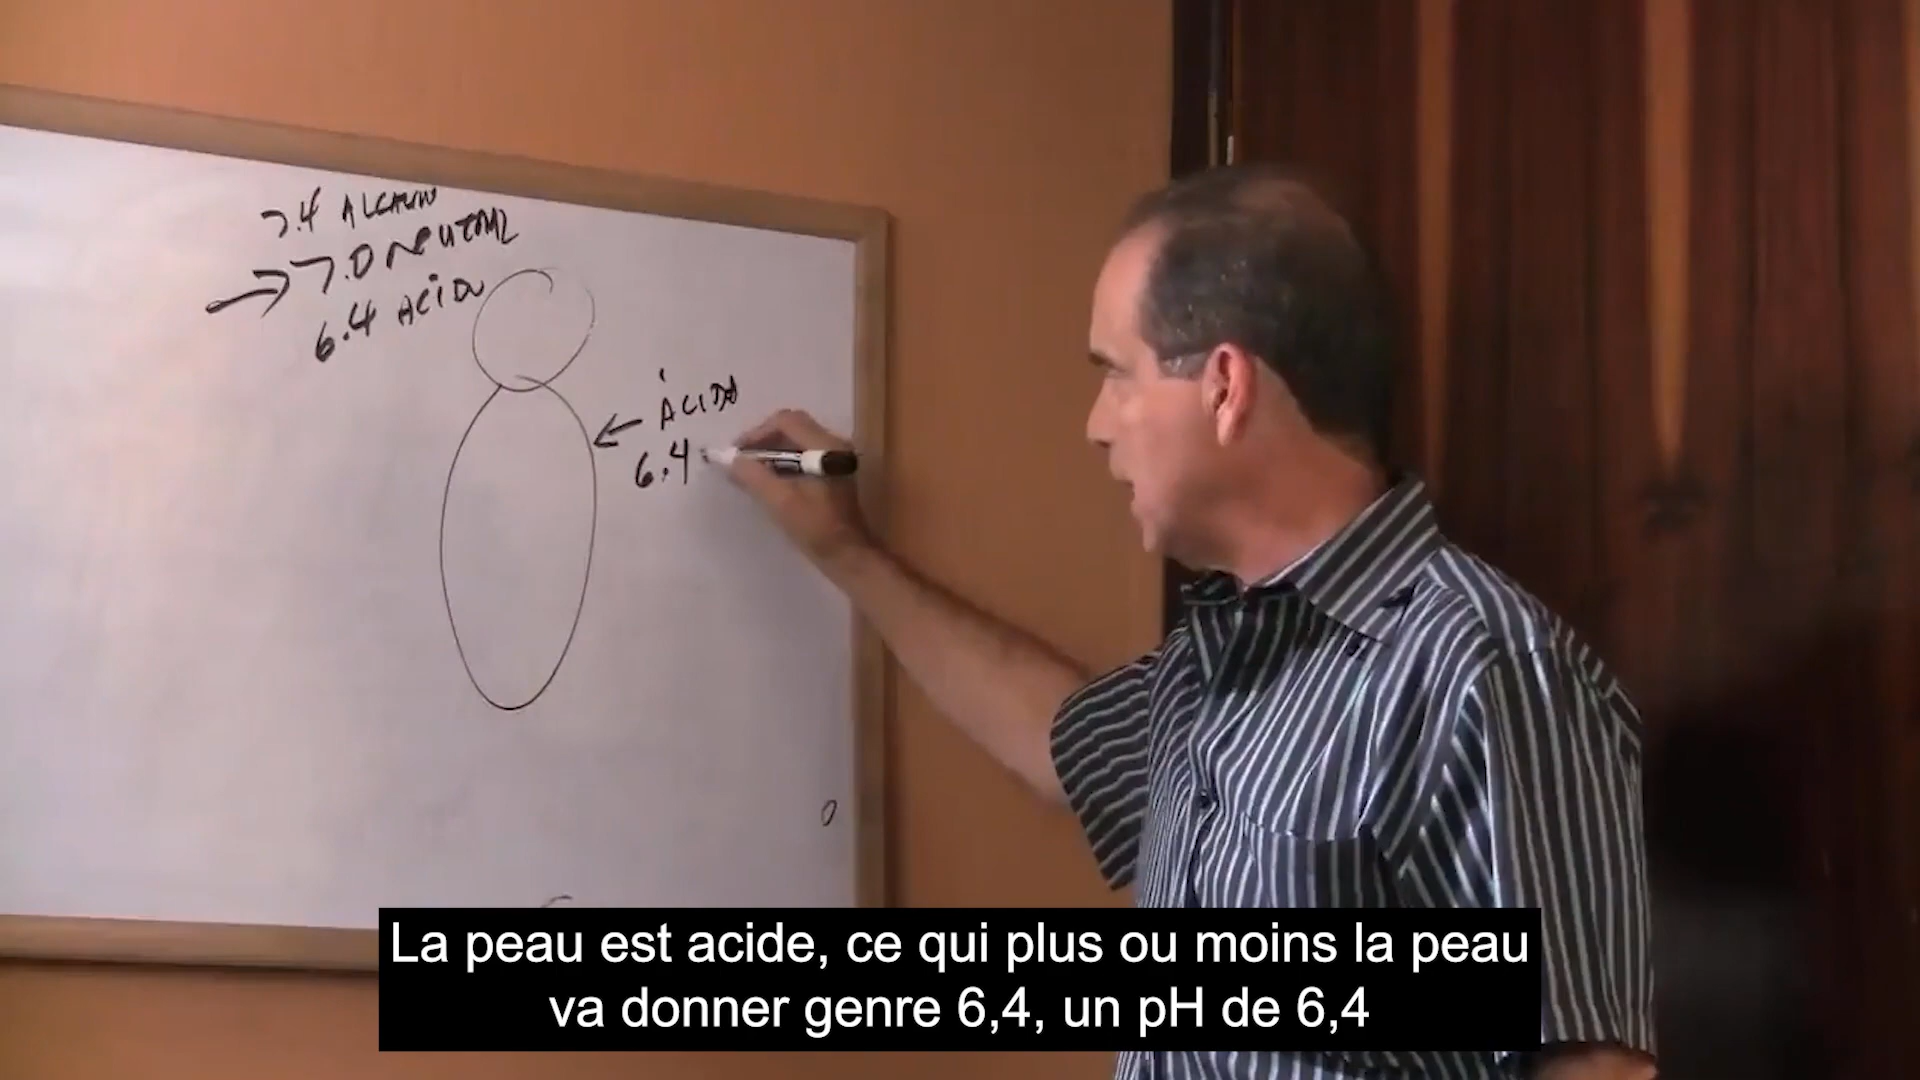 7.4 ALCALINO
7.0 NEUTRAL
6.4 ACIDO
ÁCIDA
6.4
La peau est acide, ce qui plus ou moins la peau
va donner genre 6,4, un pH de 6,4